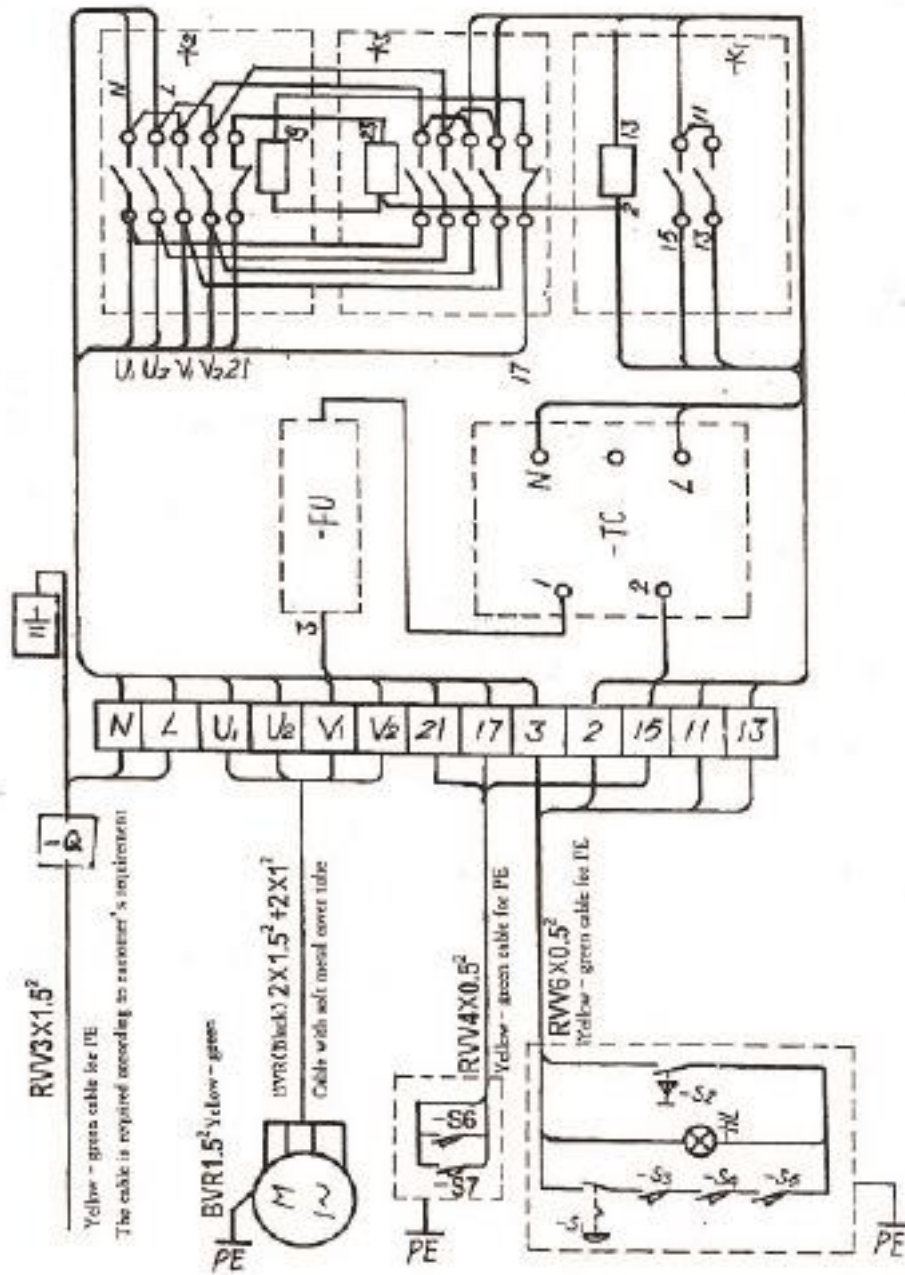 -K2
-K3
-K1
N
L
19
23
13
2
11
15
13
U₁ U₂ V₁ V₂ 21
17
-FU
3
N
L
-TC
1
2
N
L
U₁
U₂
V₁
V₂
21
17
3
2
15
11
13
RVV3X1.5²
Yellow-green cable for PE
The cable is required according to customer's requirement
BVR1.5² Yellow-green
BVR(black) 2X1.5²+2X1²
Cable with soft metal cover tube
RVV4X0.5²
Yellow-green cable for PE
RVV6X0.5²
Yellow-green cable for PE
M
1~
PE
-S6
-S7
PE
-S2
HL
-S3
-S4
-S5
PE